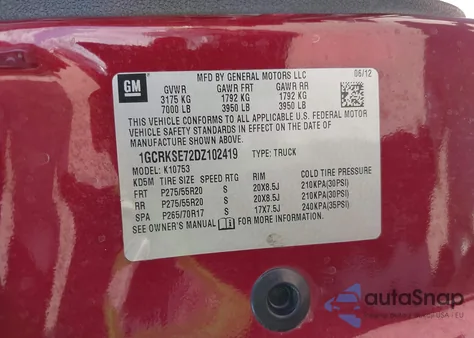 GM
MFD BY GENERAL MOTORS LLC 06/12
GVWR GAWR FRT GAWR RR
3175 KG 1792 KG 1792 KG
7000 LB 3950 LB 3950 LB
THIS VEHICLE CONFORMS TO ALL APPLICABLE U.S. FEDERAL MOTOR
VEHICLE SAFETY AND THEFT PREVENTION STANDARDS IN EFFECT ON THE DATE OF
MANUFACTURE SHOWN ABOVE.
1GCRKSE72DZ102419 TYPE: TRUCK
MODEL: K10753
KD5M TIRE SIZE SPEED RTG RIM COLD TIRE PRESSURE
FRT P275/55R20 S 20X8.5J 210KPA(30PSI)
RR P275/55R20 S 20X8.5J 210KPA(30PSI)
SPA P265/70R17 S 17X7.5J 240KPA(35PSI)
SEE OWNER'S MANUAL FOR MORE INFORMATION
autoSnap